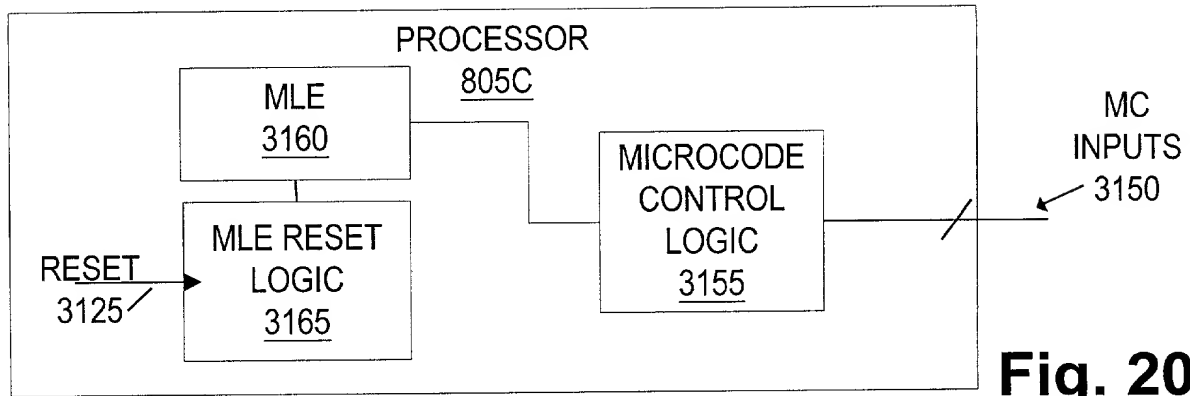 PROCESSOR
805C
MLE
3160
MICROCODE
CONTROL
LOGIC
3155
MC
INPUTS
3150
MLE RESET
LOGIC
3165
RESET
3125
Fig. 20